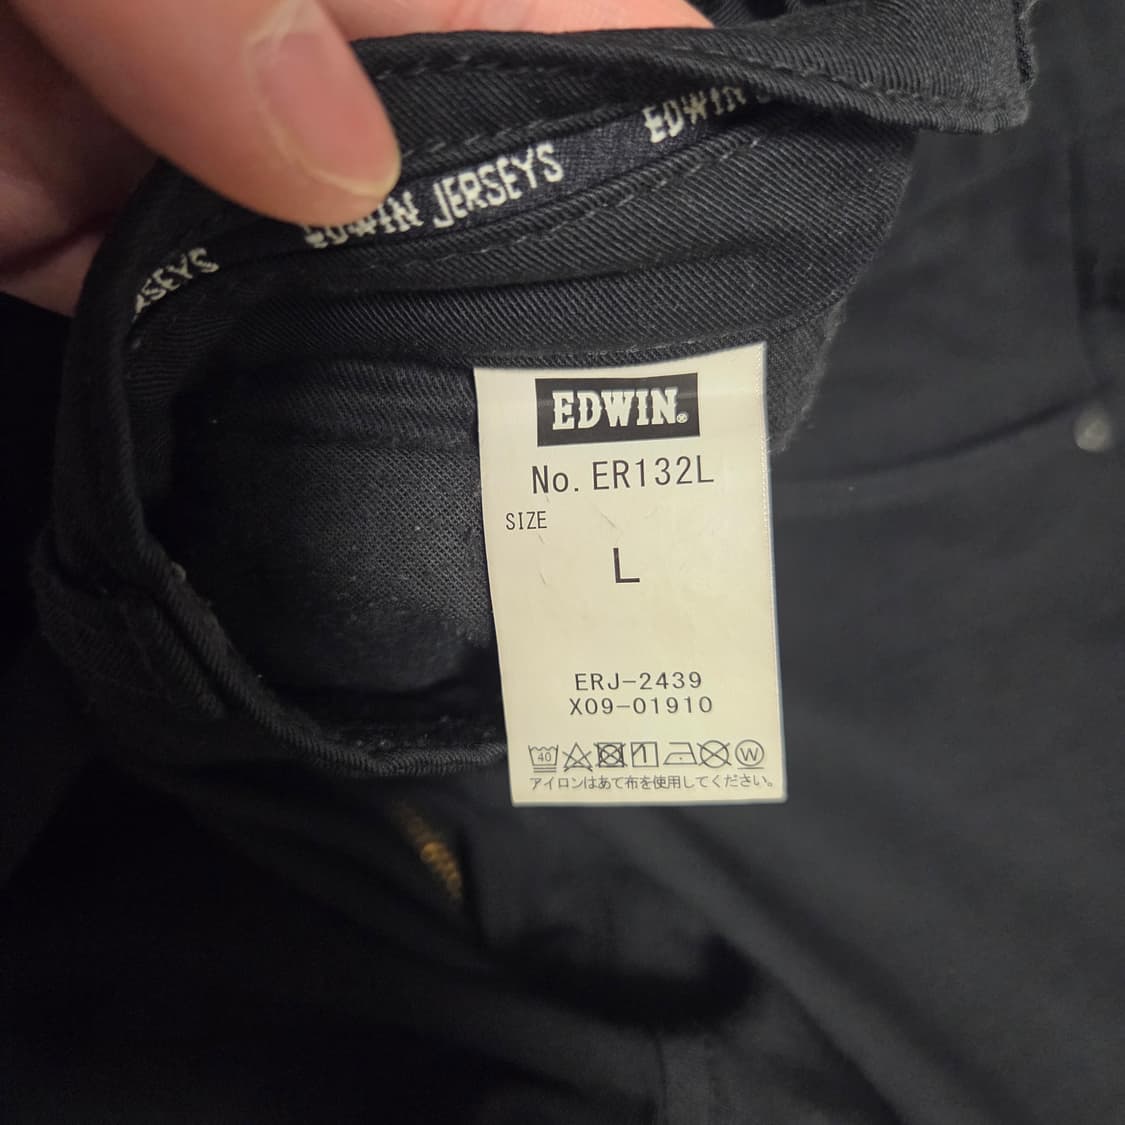 EDWIN
EDWIN JERSEYS
RSEYS
EDWIN
No. ER132L
SIZE
L
ERJ-2439
X09-01910
40 W
アイロンはあて布を使用してください。